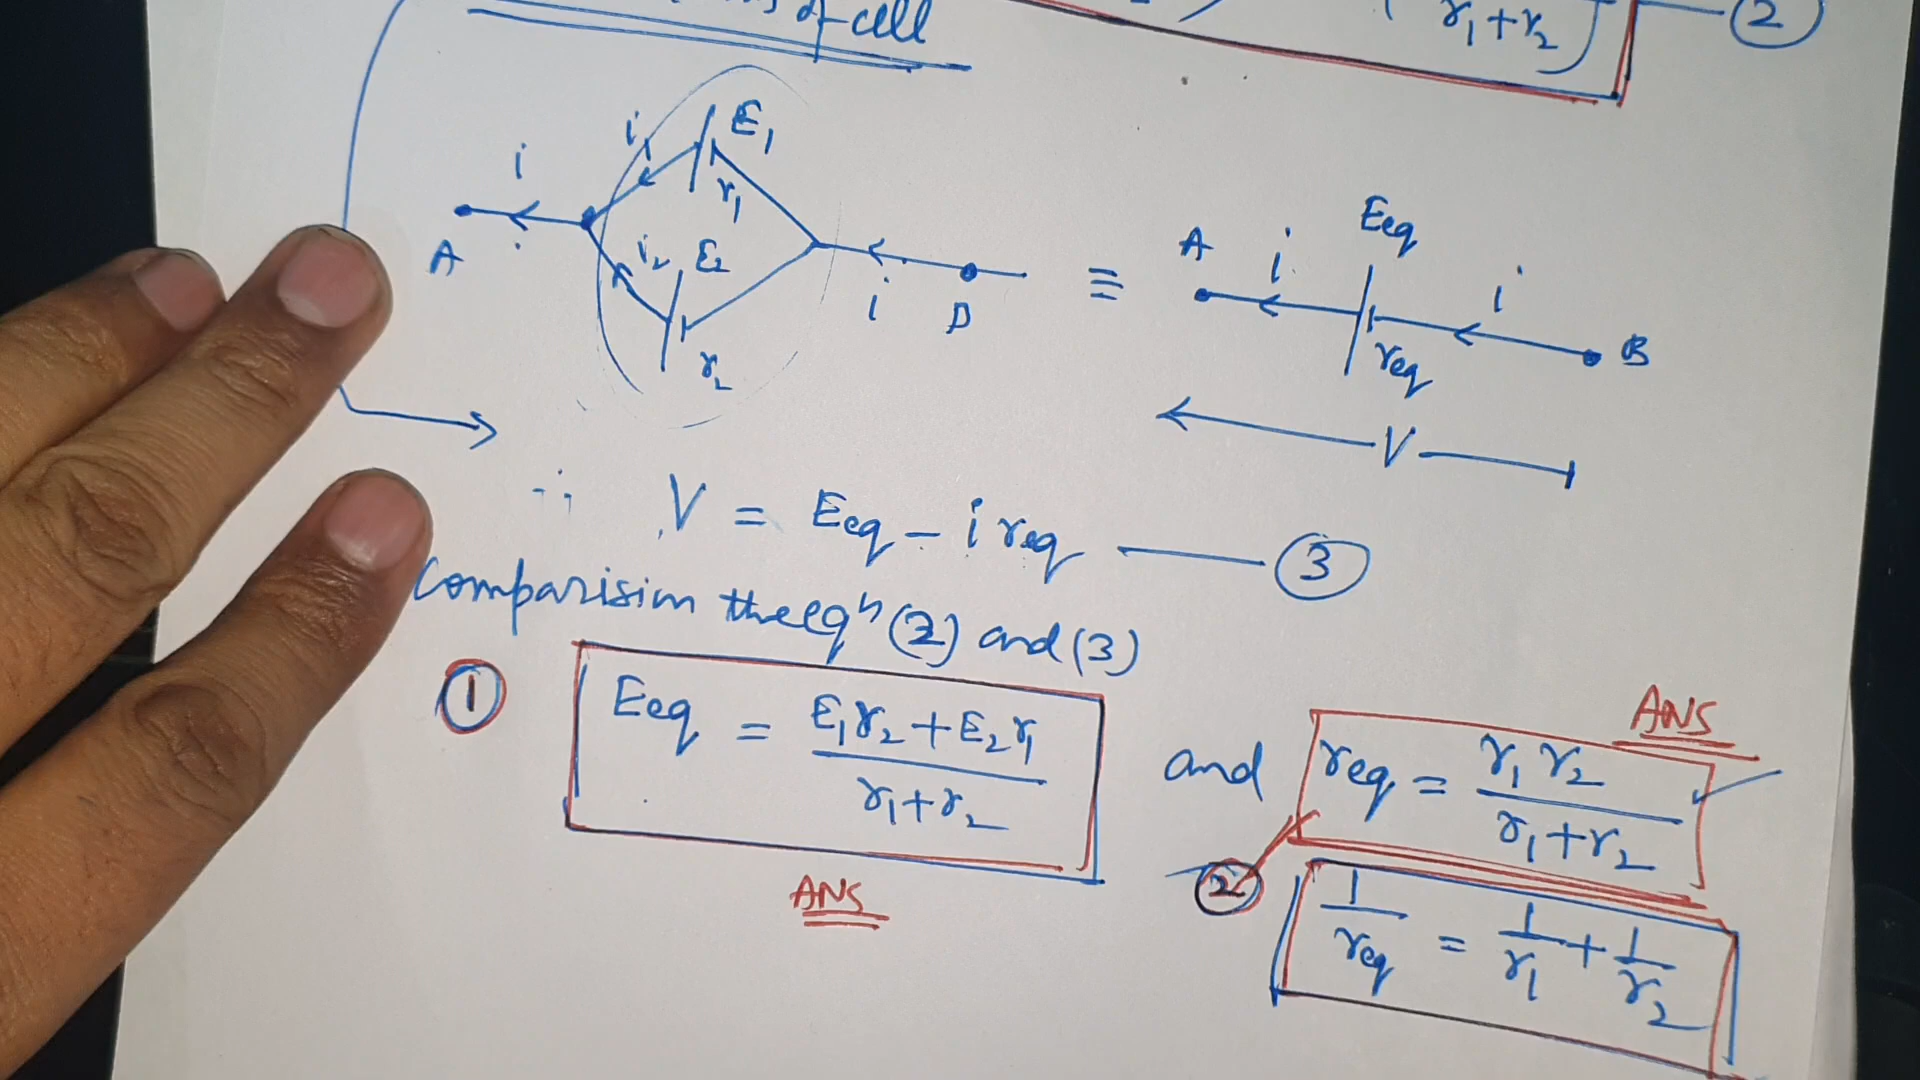 of cell
r₁+r₂ — (2)
i i₁ E₁
r₁
A i₂ E₂ i B
r₂
≡
Eeq
A i i B
req
V
∴ V = Eeq - i req — (3)
comparisim the eqⁿ (2) and (3)
(1) Eeq = (E₁r₂+E₂r₁)/(r₁+r₂) and req = (r₁r₂)/(r₁+r₂) ANS
ANS
(2) 1/req = 1/r₁ + 1/r₂